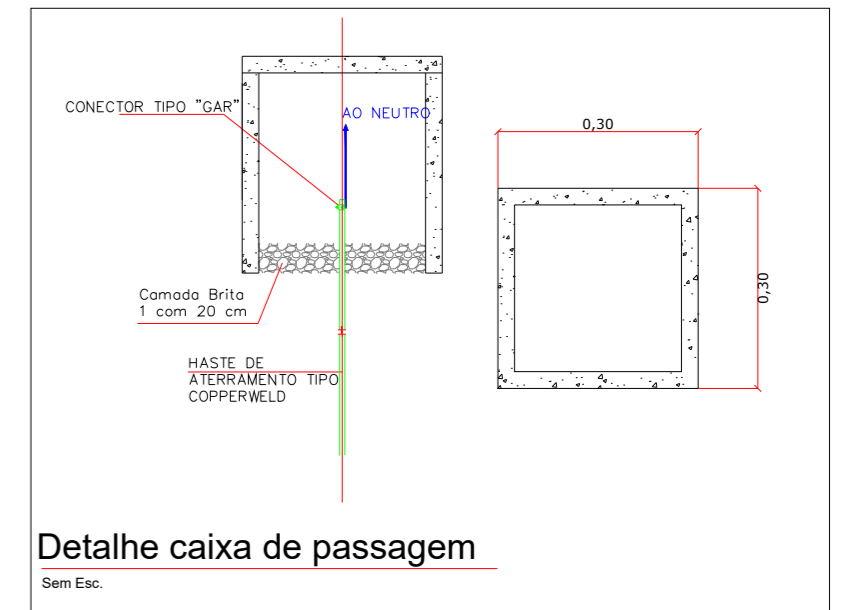 CONECTOR TIPO "GAR"
AO NEUTRO
0,30
0,30
Camada Brita
1 com 20 cm
HASTE DE
ATERRAMENTO TIPO
COPPERWELD
Detalhe caixa de passagem
Sem Esc.